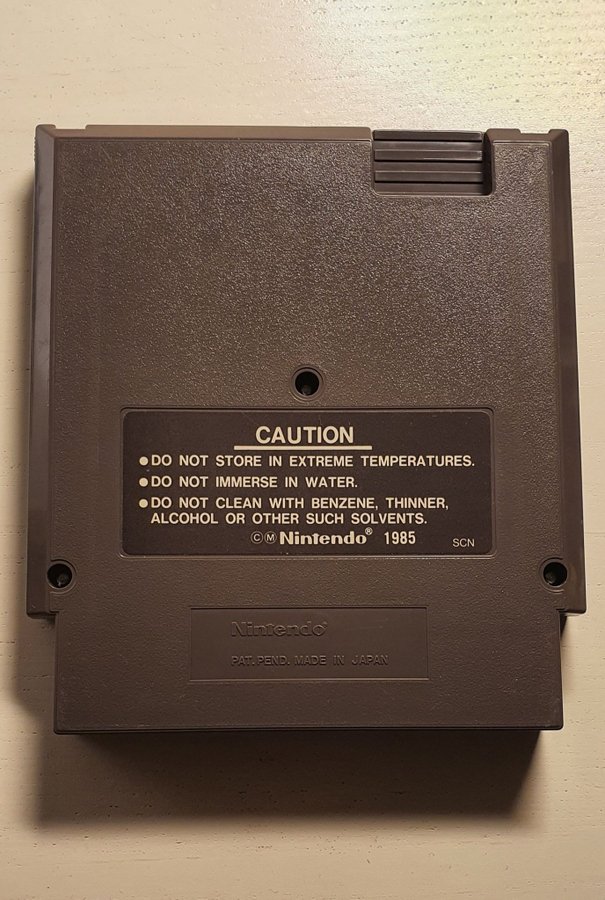 CAUTION
●DO NOT STORE IN EXTREME TEMPERATURES.
●DO NOT IMMERSE IN WATER.
●DO NOT CLEAN WITH BENZENE, THINNER,
ALCOHOL OR OTHER SUCH SOLVENTS.
ⒸⓂ Nintendo® 1985 SCN
Nintendo®
PAT. PEND. MADE IN JAPAN